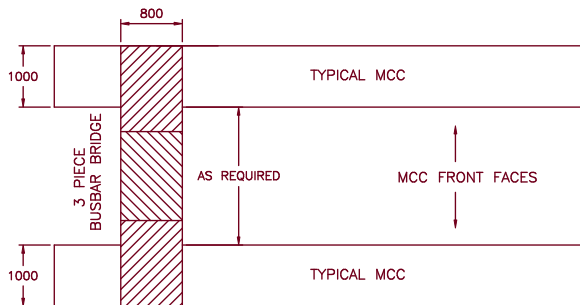 800
1000
TYPICAL MCC
3 PIECE
BUSBAR BRIDGE
AS REQUIRED
MCC FRONT FACES
1000
TYPICAL MCC